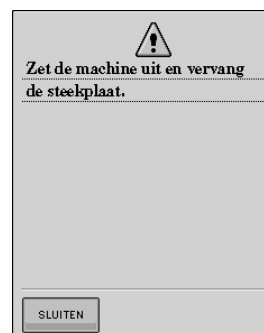 Zet de machine uit en vervang
de steekplaat.
SLUITEN